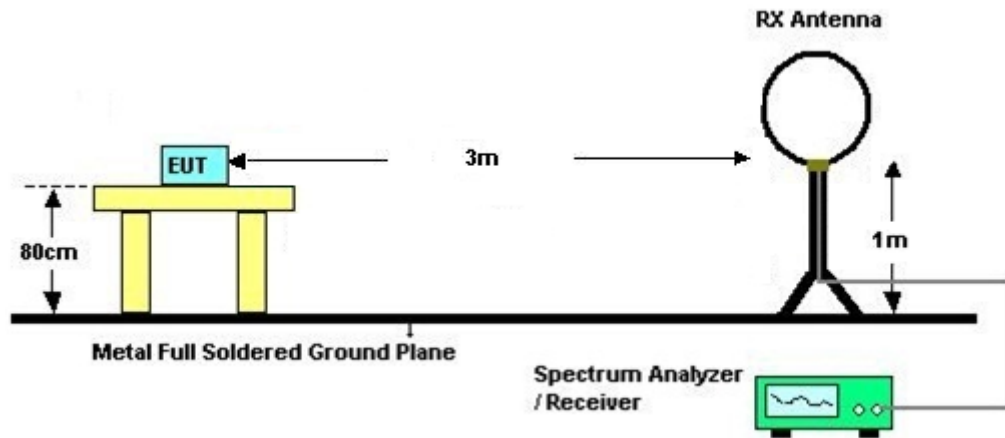 RX Antenna
EUT
3m
80cm
1m
Metal Full Soldered Ground Plane
Spectrum Analyzer
/ Receiver